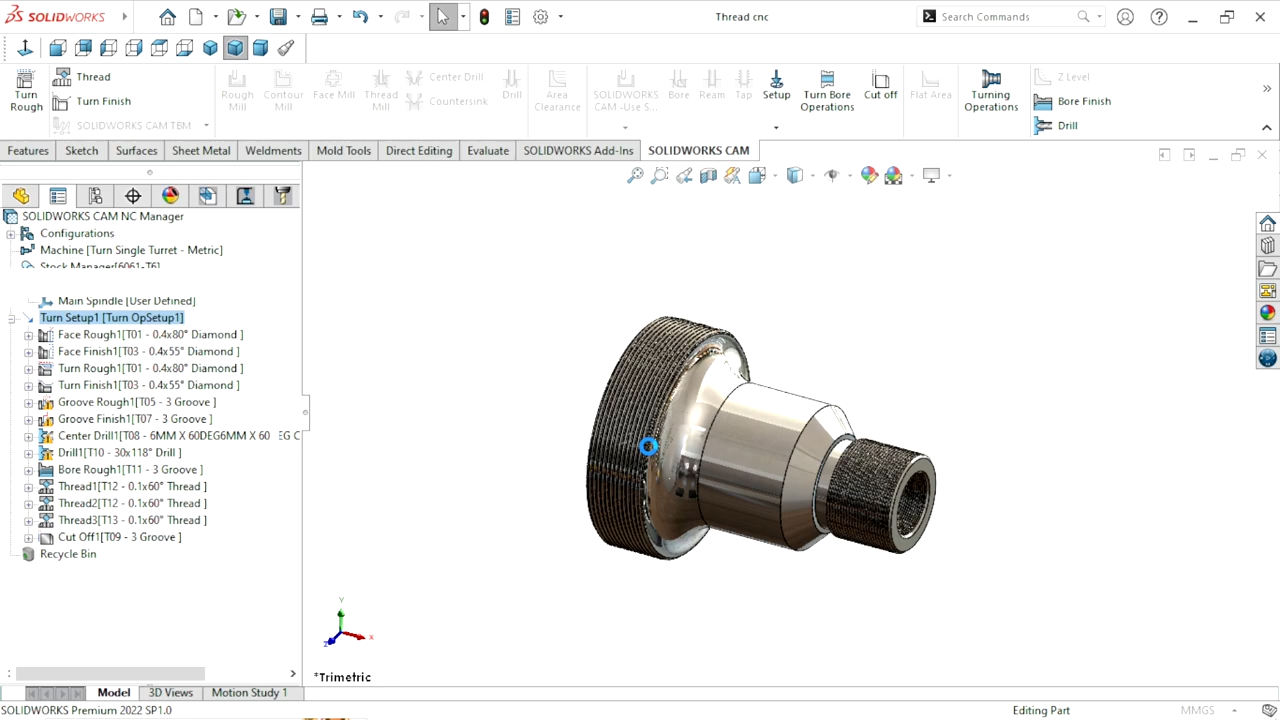 SOLIDWORKS
Thread cnc
Search Commands
Turn Rough
Thread
Turn Finish
SOLIDWORKS CAM TBM
Rough Mill
Contour Mill
Face Mill
Thread Mill
Center Drill
Countersink
Drill
Area Clearance
SOLIDWORKS CAM -Use S...
Bore
Ream
Tap
Setup
Turn Bore Operations
Cut off
Flat Area
Turning Operations
Z Level
Bore Finish
Drill
Features
Sketch
Surfaces
Sheet Metal
Weldments
Mold Tools
Direct Editing
Evaluate
SOLIDWORKS Add-Ins
SOLIDWORKS CAM
SOLIDWORKS CAM NC Manager
Configurations
Machine [Turn Single Turret - Metric]
Stock Manager[6061-T6]
Main Spindle [User Defined]
Turn Setup1 [Turn OpSetup1]
Face Rough1[T01 - 0.4x80° Diamond ]
Face Finish1[T03 - 0.4x55° Diamond ]
Turn Rough1[T01 - 0.4x80° Diamond ]
Turn Finish1[T03 - 0.4x55° Diamond ]
Groove Rough1[T05 - 3 Groove ]
Groove Finish1[T07 - 3 Groove ]
Center Drill1[T08 - 6MM X 60DEG6MM X 60 EG C
Drill1[T10 - 30x118° Drill ]
Bore Rough1[T11 - 3 Groove ]
Thread1[T12 - 0.1x60° Thread ]
Thread2[T12 - 0.1x60° Thread ]
Thread3[T13 - 0.1x60° Thread ]
Cut Off1[T09 - 3 Groove ]
Recycle Bin
Y
X
Z
*Trimetric
Model
3D Views
Motion Study 1
SOLIDWORKS Premium 2022 SP1.0
Editing Part
MMGS